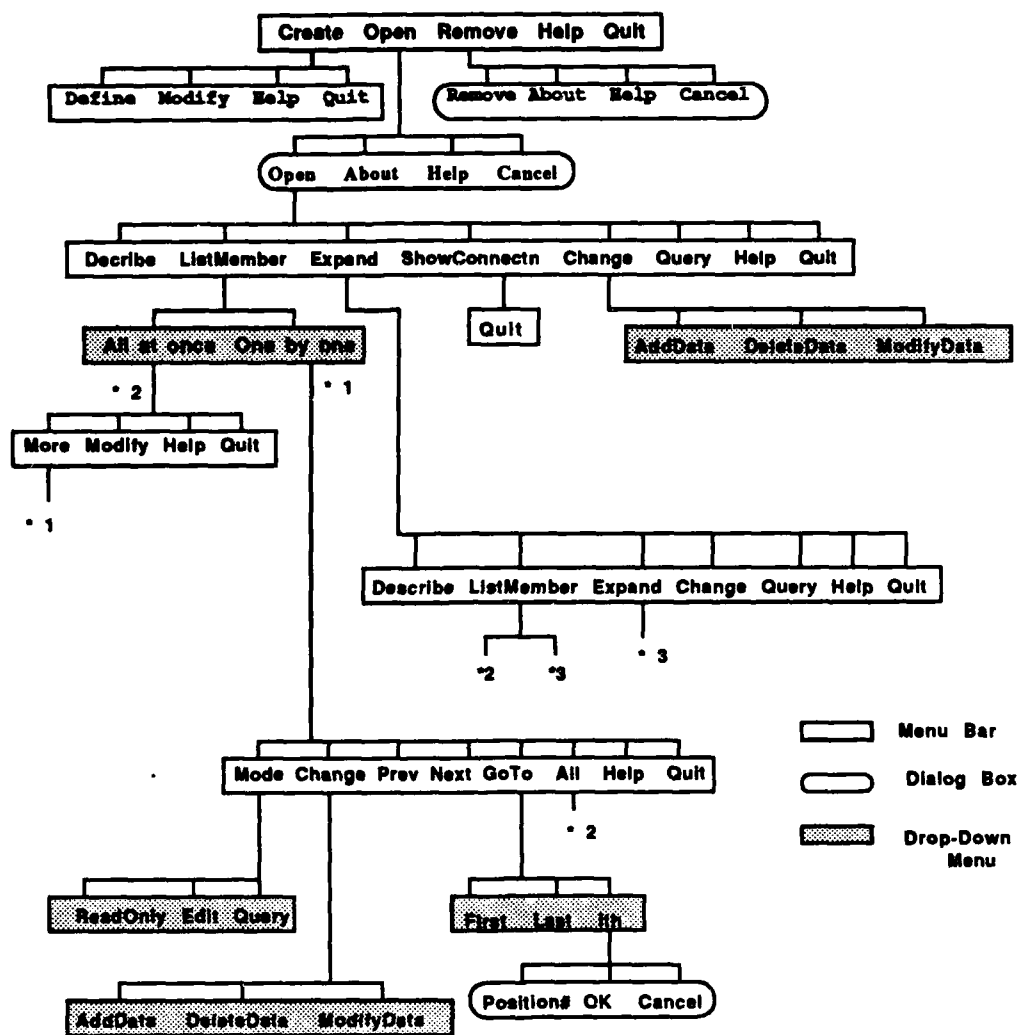 Create Open Remove Help Quit
Define Modify Help Quit
Remove About Help Cancel
Open About Help Cancel
Decribe ListMember Expand ShowConnectn Change Query Help Quit
All at once One by one
Quit
AddData DeleteData ModifyData
* 2
* 1
More Modify Help Quit
* 1
Describe ListMember Expand Change Query Help Quit
*2
*3
* 3
Menu Bar
Mode Change Prev Next GoTo All Help Quit
Dialog Box
* 2
Drop-Down
Menu
ReadOnly Edit Query
First Last Ith
Position# OK Cancel
AddData DeleteData ModifyData